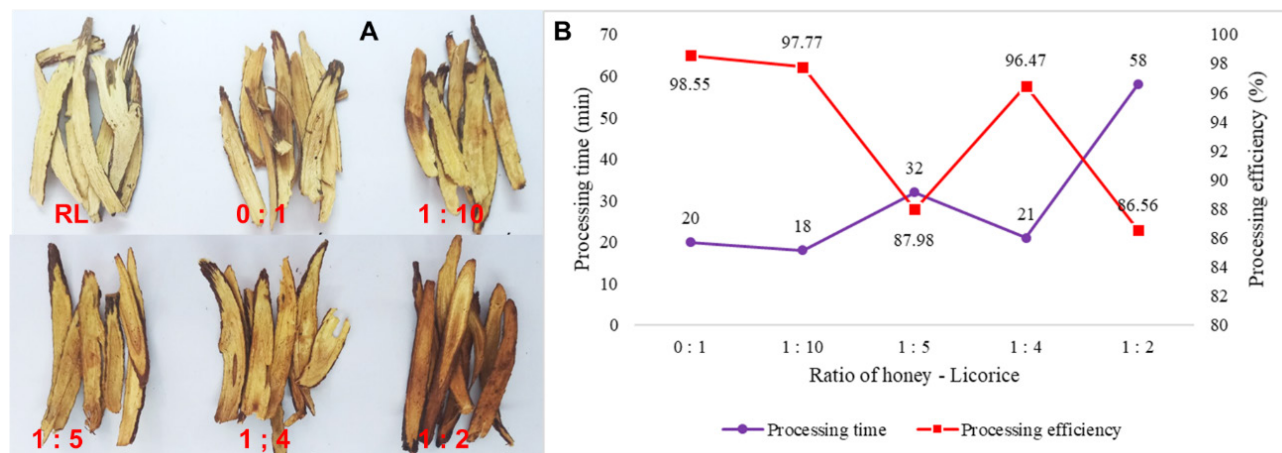 A
RL
0 : 1
1 : 10
1 : 5
1 ; 4
1 : 2
B
Processing time (min)
70
60
50
40
30
20
10
0
98.55
97.77
87.98
96.47
86.56
20
18
32
21
58
100
98
96
94
92
90
88
86
84
82
80
Processing efficiency (%)
0 : 1
1 : 10
1 : 5
1 : 4
1 : 2
Ratio of honey - Licorice
Processing time
Processing efficiency